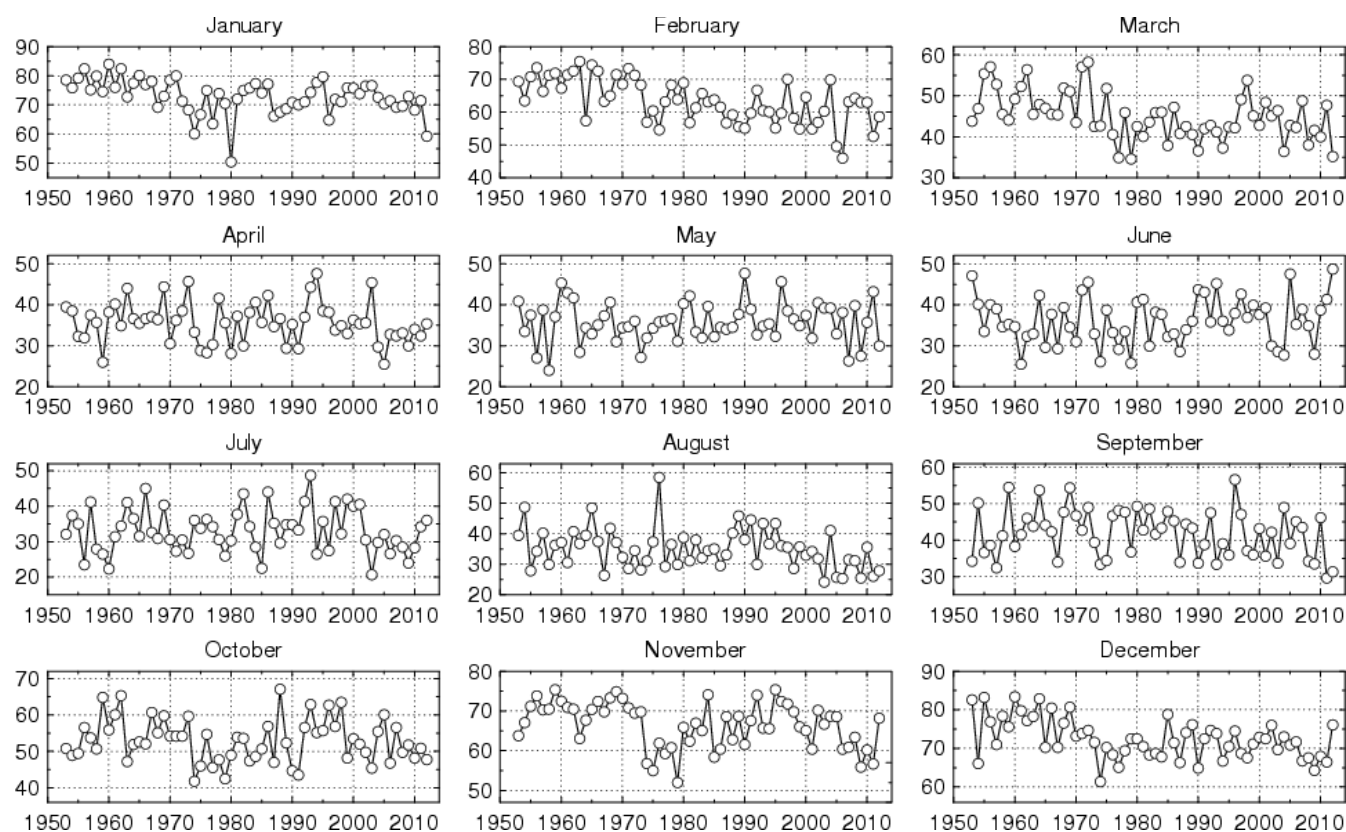 January February March
90 80 60
80 70
70 60 50
60 50 40
50 40 30
1950 1960 1970 1980 1990 2000 2010 1950 1960 1970 1980 1990 2000 2010 1950 1960 1970 1980 1990 2000 2010
April May June
50 50 50
40 40 40
30 30 30
20 20 20
1950 1960 1970 1980 1990 2000 2010 1950 1960 1970 1980 1990 2000 2010 1950 1960 1970 1980 1990 2000 2010
July August September
50 60 60
40 50 50
30 40 40
20 30 30
20
1950 1960 1970 1980 1990 2000 2010 1950 1960 1970 1980 1990 2000 2010 1950 1960 1970 1980 1990 2000 2010
October November December
70 80 90
60 70 80
50 60 70
40 50 60
1950 1960 1970 1980 1990 2000 2010 1950 1960 1970 1980 1990 2000 2010 1950 1960 1970 1980 1990 2000 2010